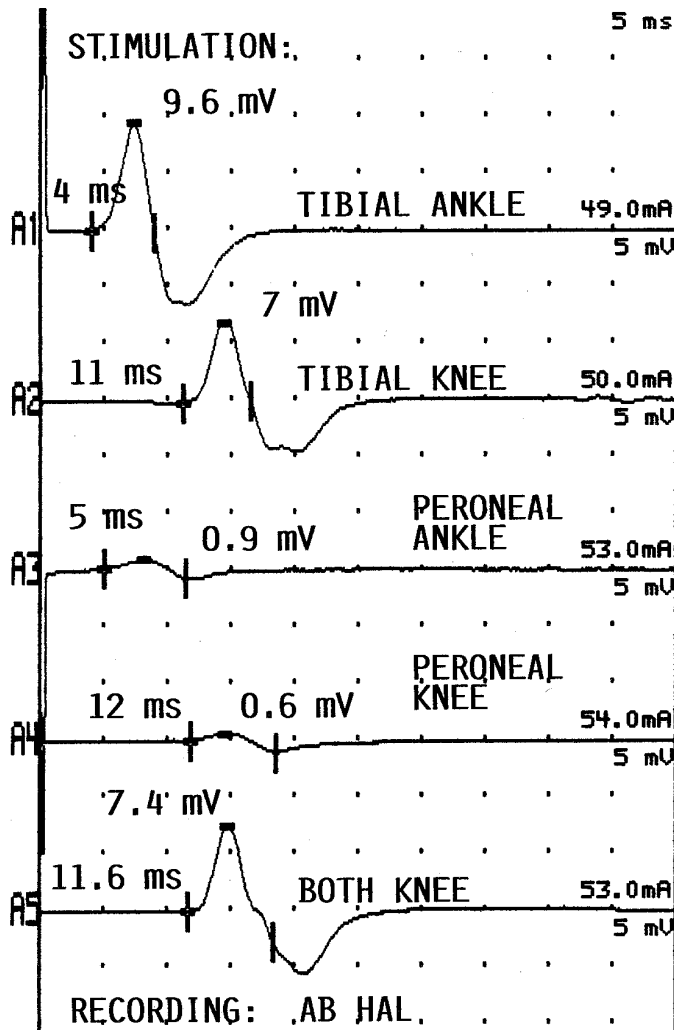 5 ms
STIMULATION:
9.6 mV
4 ms
A1
TIBIAL ANKLE
49.0mA
5 mV
7 mV
11 ms
A2
TIBIAL KNEE
50.0mA
5 mV
5 ms
0.9 mV
PERONEAL
ANKLE
A3
53.0mA
5 mV
PERONEAL
KNEE
12 ms
0.6 mV
A4
54.0mA
5 mV
7.4 mV
11.6 ms
A5
BOTH KNEE
53.0mA
5 mV
RECORDING: AB HAL